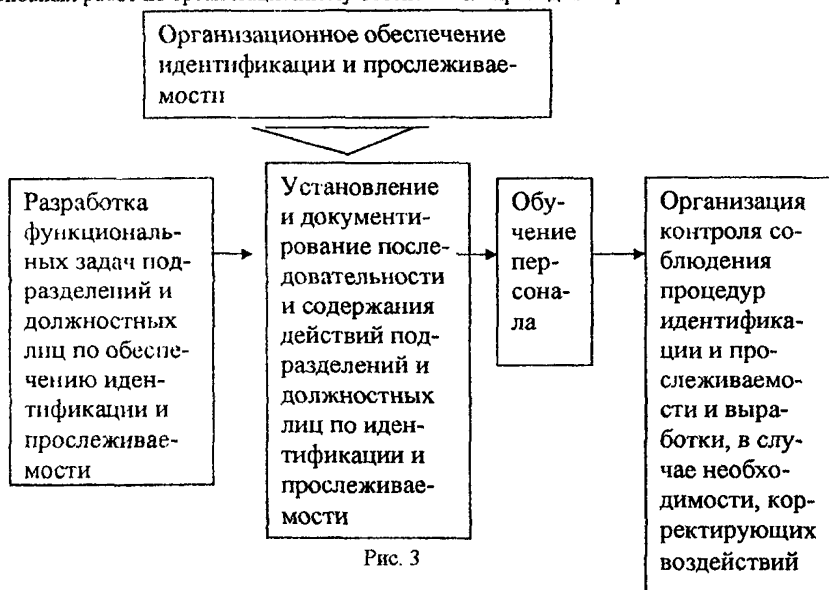 Организационное обеспечение
идентификации и прослеживае-
мости
Разработка
функциональ-
ных задач под-
разделений и
должностных
лиц по обеспе-
чению иден-
тификации и
прослеживае-
мости
Установление
и документи-
рование после-
довательности
и содержания
действий под-
разделений и
должностных
лиц по иден-
тификации и
прослеживае-
мости
Обу-
чение
пер-
сона-
ла
Организация
контроля со-
блюдения
процедур
идентифика-
ции и про-
слеживаемо-
сти и выра-
ботки, в слу-
чае необхо-
димости, кор-
ректирующих
воздействий
Рис. 3